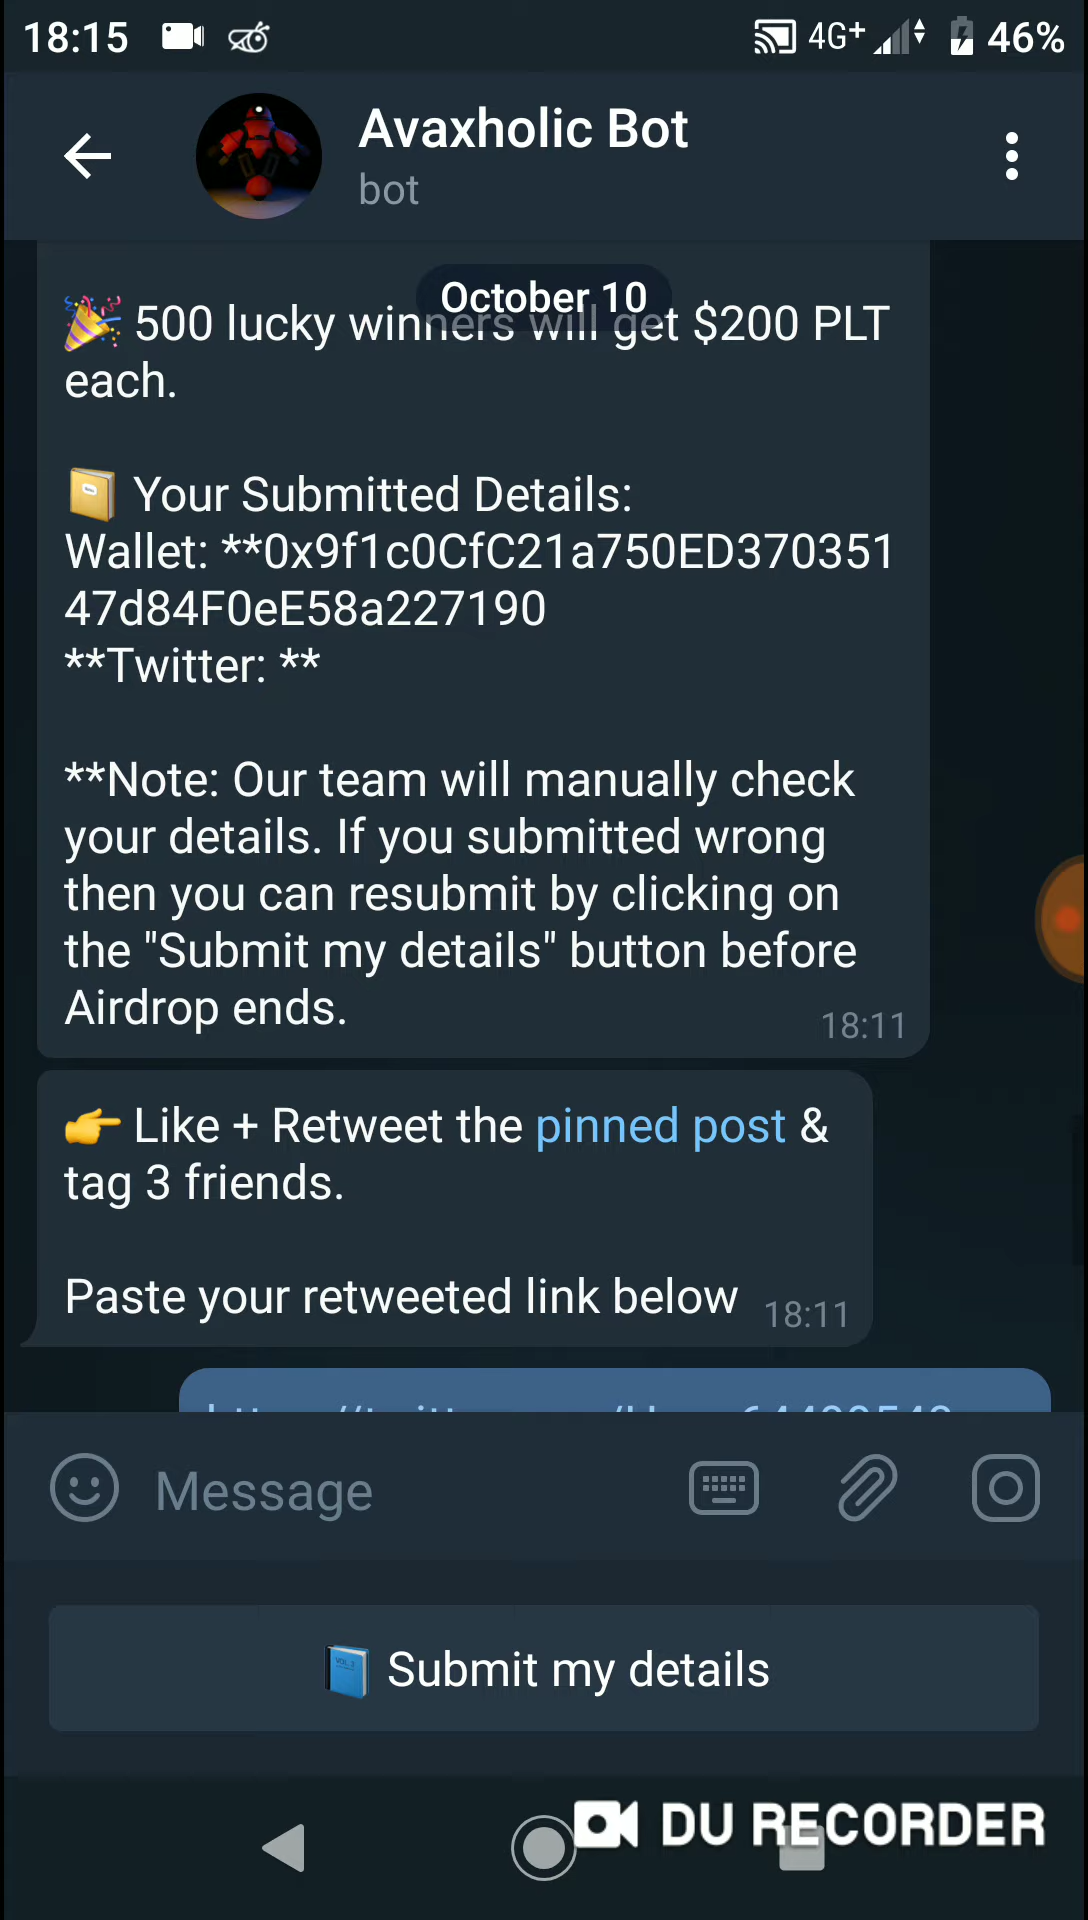 18:15
4G+
46%
Avaxholic Bot
bot
October 10
🎉 500 lucky winners will get $200 PLT
each.
📔 Your Submitted Details:
Wallet: **0x9f1c0CfC21a750ED370351
47d84F0eE58a227190
**Twitter: **
**Note: Our team will manually check
your details. If you submitted wrong
then you can resubmit by clicking on
the "Submit my details" button before
Airdrop ends.
18:11
👉 Like + Retweet the pinned post &
tag 3 friends.
Paste your retweeted link below
18:11
Message
📘 Submit my details
DU RECORDER